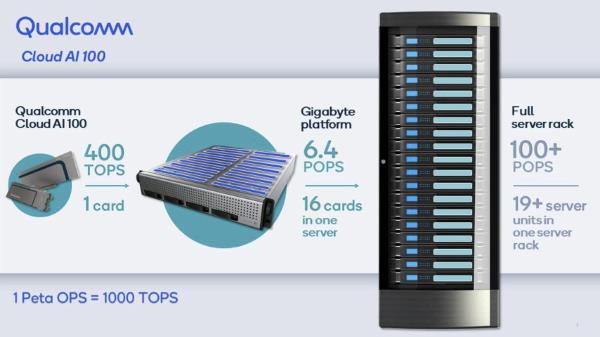 Qualcomm
Cloud AI 100
Qualcomm
Cloud AI 100
400
TOPS
1 card
Gigabyte
platform
6.4
POPS
16 cards
in one
server
Full
server rack
100+
POPS
19+ server
units in
one server
rack
1 Peta OPS = 1000 TOPS